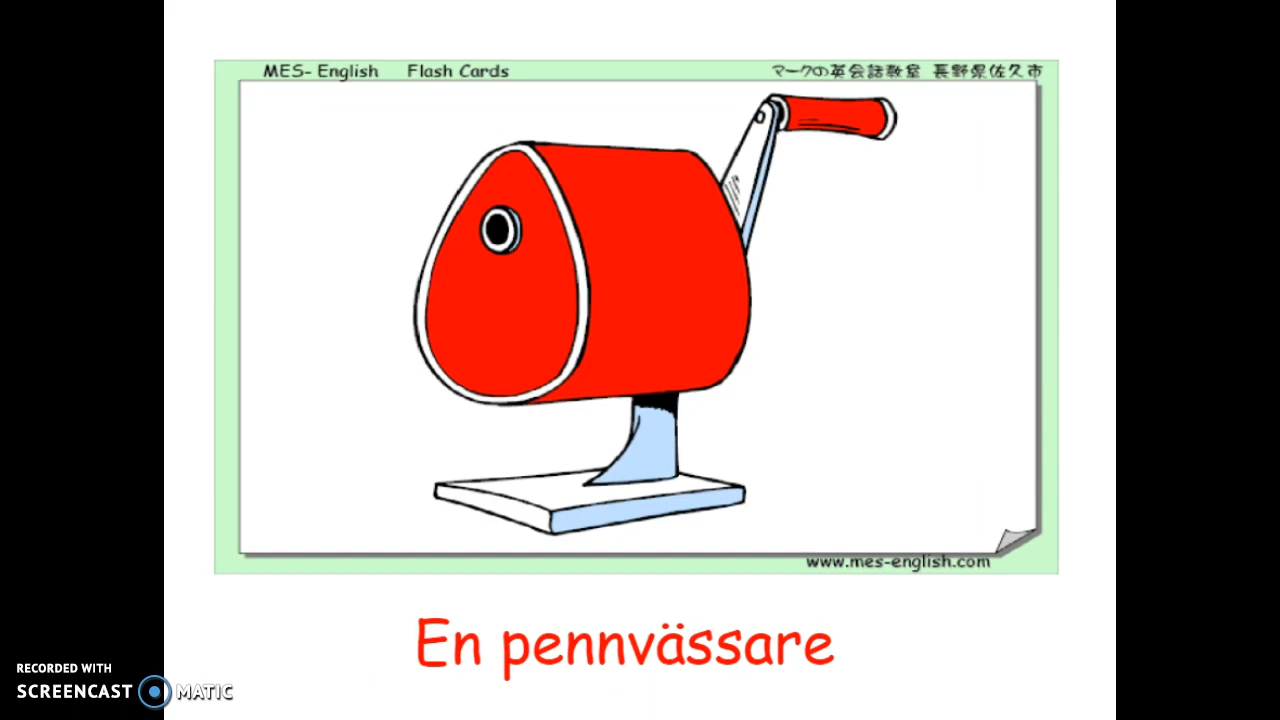 MES- English Flash Cards マークの英会話教室 長野県佐久市
www.mes-english.com
En pennvässare
RECORDED WITH
SCREENCAST MATIC